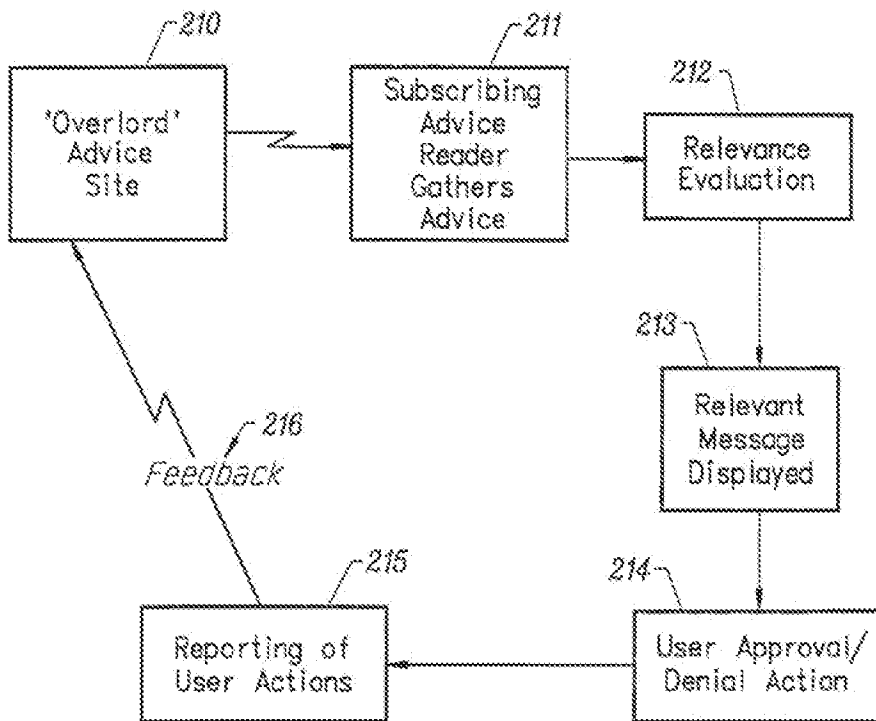 210
'Overlord'
Advice
Site
211
Subscribing
Advice
Reader
Gathers
Advice
212
Relevance
Evaluation
213
Relevant
Message
Displayed
214
User Approval/
Denial Action
215
Reporting of
User Actions
216
Feedback